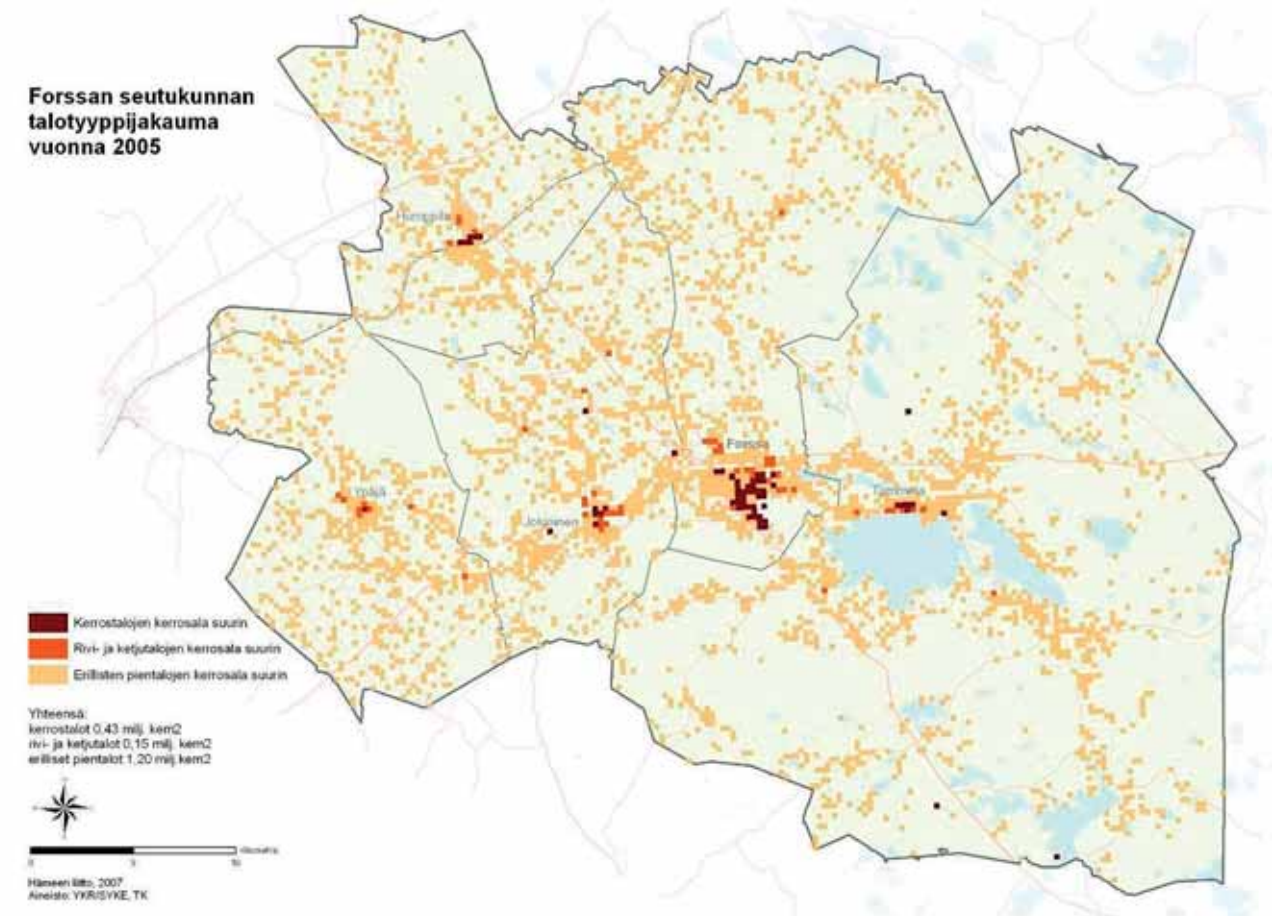 Forssan seutukunnan
talotyyppijakauma
vuonna 2005
Humppila
Forssa
Ypäjä
Tammela
Jokioinen
Kerrostalojen kerrosala suurin
Rivi- ja ketjutalojen kerrosala suurin
Erillisten pientalojen kerrosala suurin
Yhteensä:
kerrostalot 0,43 milj. kem2
rivi- ja ketjutalot 0,15 milj. kem2
erilliset pientalot 1,20 milj.kem2
0 5 10
Hämeen liitto, 2007
Aineisto: YKR/SYKE, TK